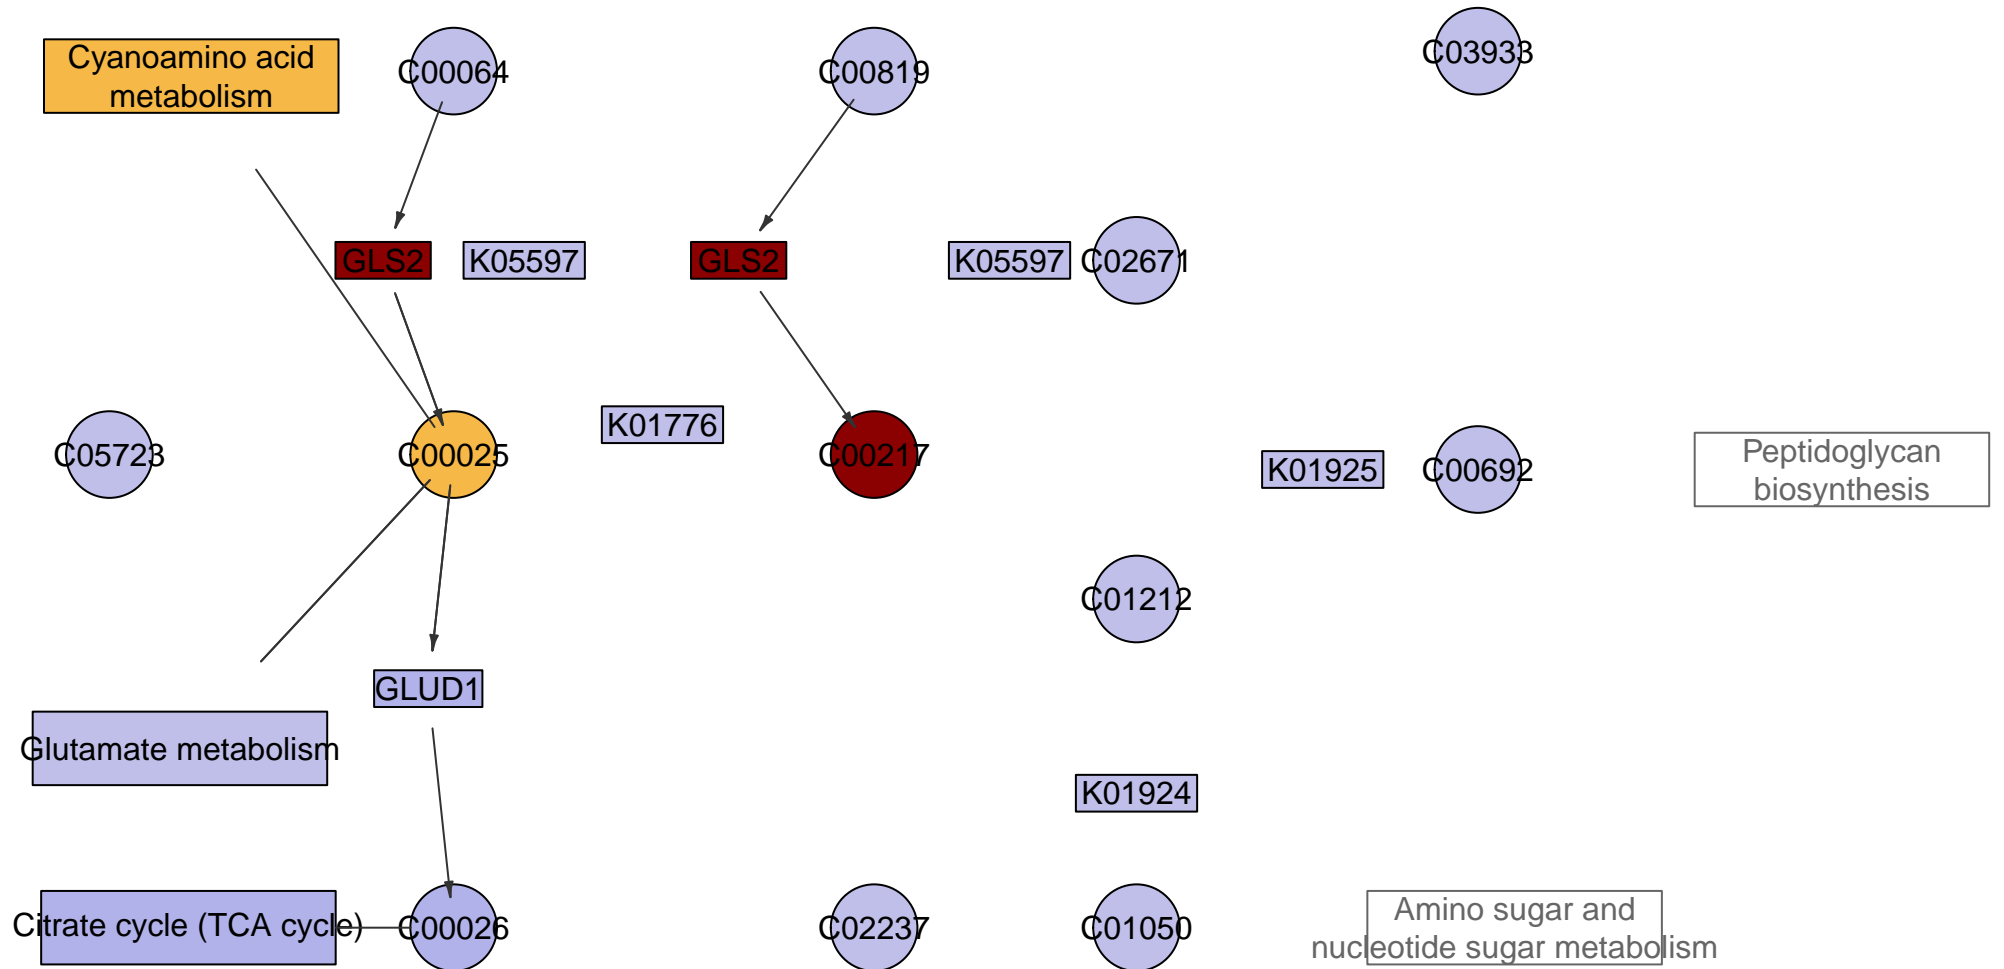 Cyanoamino acid
metabolism
C00064
C00819
C03933
GLS2
K05597
GLS2
K05597
C02671
C05723
C00025
K01776
C00217
K01925
C00692
Peptidoglycan
biosynthesis
C01212
GLUD1
Glutamate metabolism
K01924
Citrate cycle (TCA cycle)
C00026
C02237
C01050
Amino sugar and
nucleotide sugar metabolism